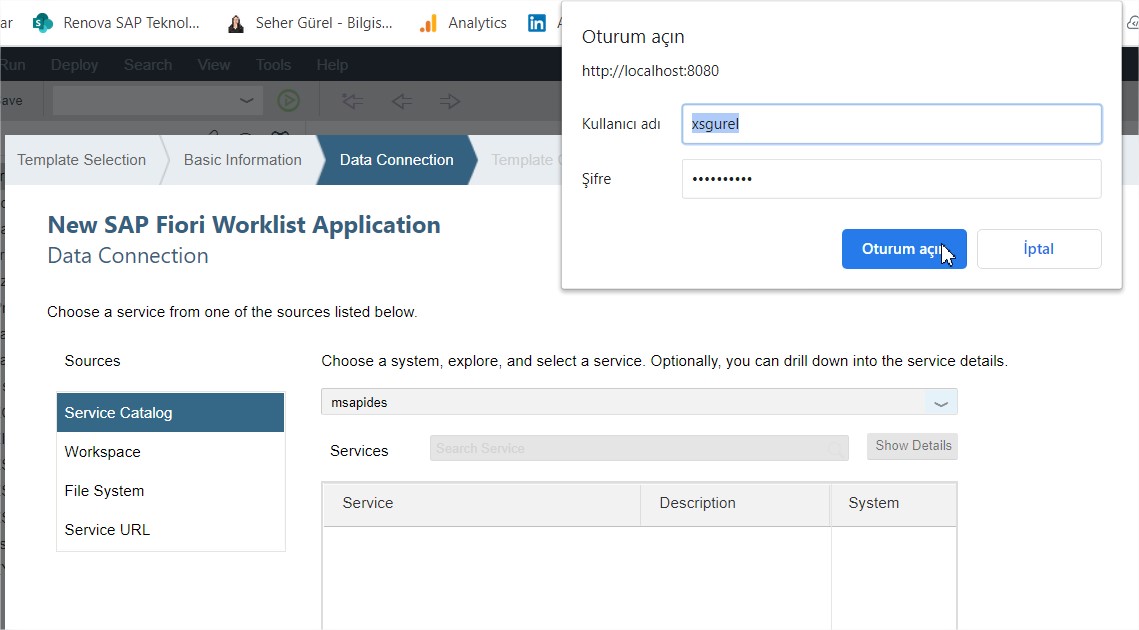 ar Renova SAP Teknol... Seher Gürel - Bilgis... Analytics
Oturum açın
http://localhost:8080
Kullanıcı adı xsgurel
Şifre ••••••••••
Oturum açın İptal
Run Deploy Search View Tools Help
ave
Template Selection Basic Information Data Connection Template
New SAP Fiori Worklist Application
Data Connection
Choose a service from one of the sources listed below.
Sources
Service Catalog
Workspace
File System
Service URL
Choose a system, explore, and select a service. Optionally, you can drill down into the service details.
msapides
Services Search Service Show Details
Service Description System